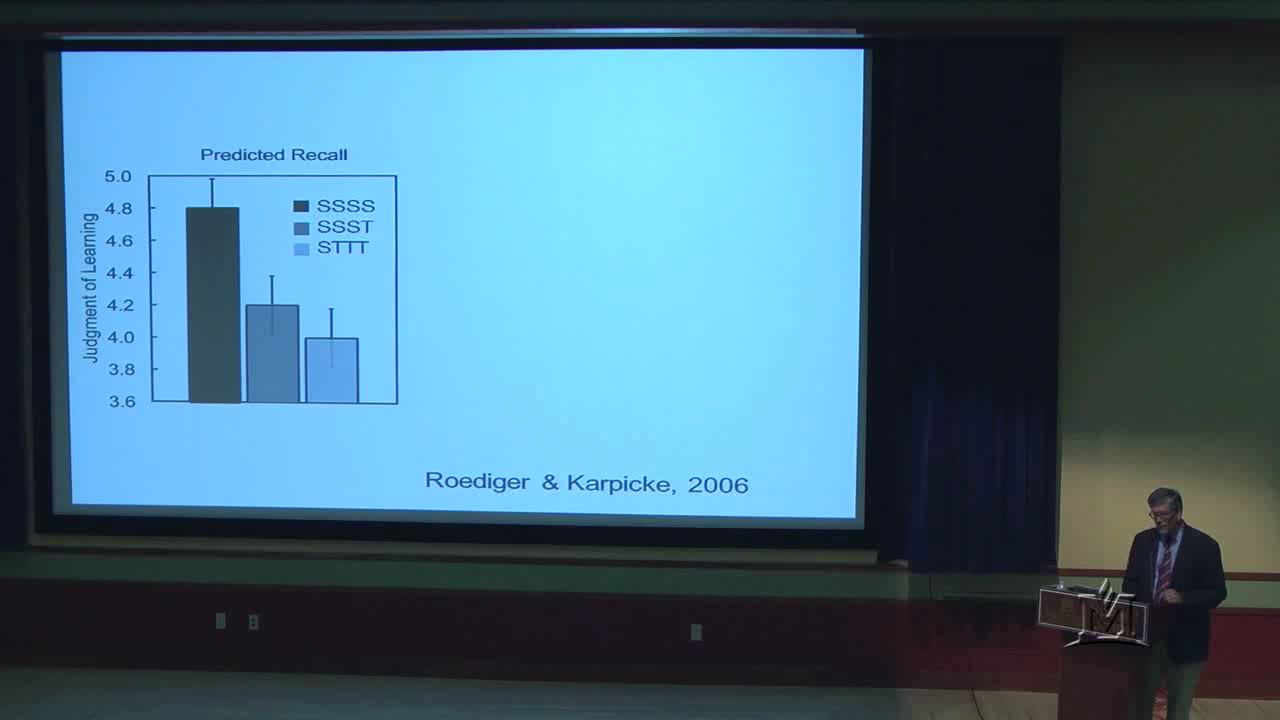 Predicted Recall
Judgment of Learning
5.0
4.8
4.6
4.4
4.2
4.0
3.8
3.6
SSSS
SSST
STTT
Roediger & Karpicke, 2006
M